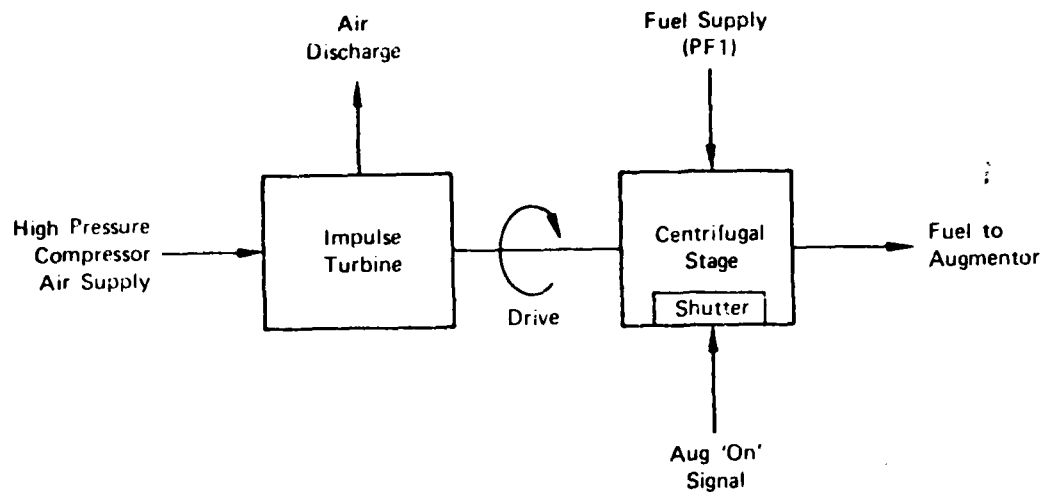 Air
Discharge
Fuel Supply
(PF1)
High Pressure
Compressor
Air Supply
Impulse
Turbine
Drive
Centrifugal
Stage
Shutter
Fuel to
Augmentor
Aug 'On'
Signal